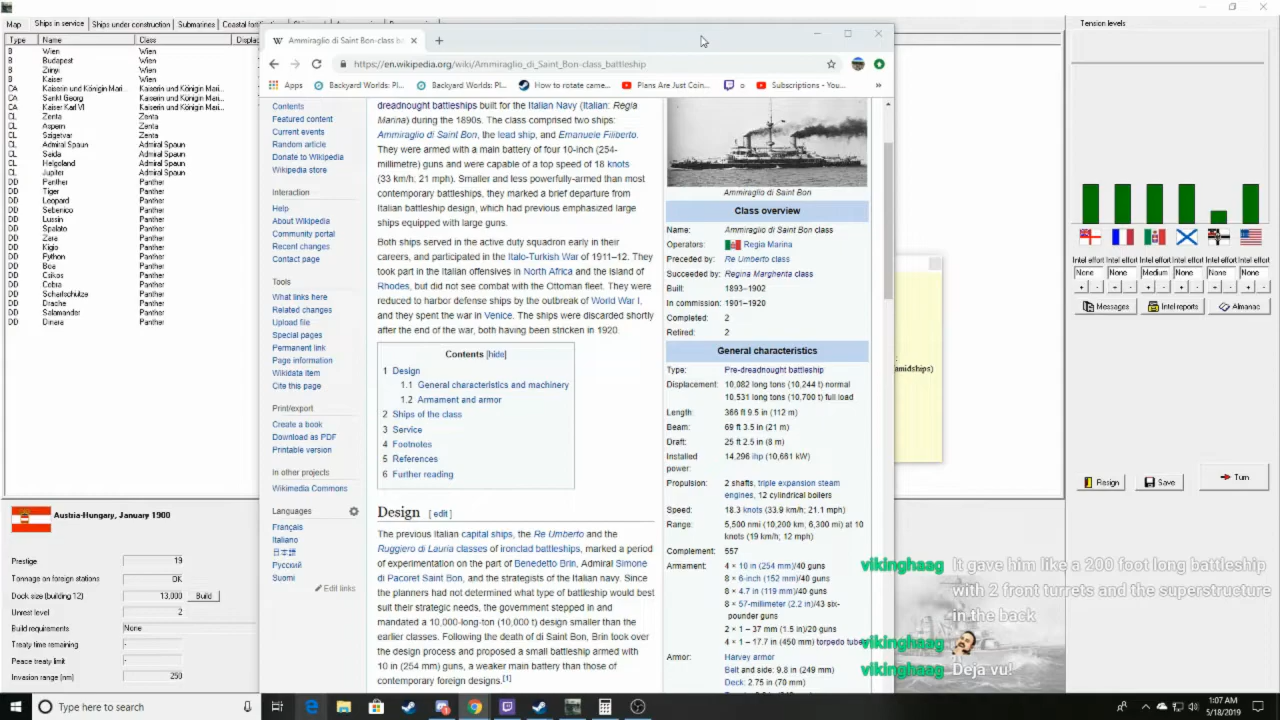 Map
Ships in service
Ships under construction
Submarines
Type Name Class
B Wien Wien
B Budapest Wien
B Zrinyi Wien
B Kaiser Wien
CA Kaiserin und Königin Mari... Kaiserin und Königin Mari...
CA Sankt Georg Kaiserin und Königin Mari...
CA Kaiser Karl VI Kaiserin und Königin Mari...
CL Zenta Zenta
CL Aspern Zenta
CL Szigetvar Zenta
CL Admiral Spaun Admiral Spaun
CL Saida Admiral Spaun
CL Helgoland Admiral Spaun
CL Jupiter Admiral Spaun
DD Panther Panther
DD Tiger Panther
DD Leopard Panther
DD Sebenico Panther
DD Lussin Panther
DD Spalato Panther
DD Zara Panther
DD Kigio Panther
DD Python Panther
DD Boa Panther
DD Csikos Panther
DD Cobra Panther
DD Scharfschütze Panther
DD Drache Panther
DD Salamander Panther
DD Dinara Panther
Austria-Hungary, January 1900
Prestige 19
Tonnage on foreign stations DK
Dock size (building 12) 13,000 Build
Unrest level 2
Build requirements None
Treaty time remaining -
Peace treaty limit -
Invasion range [nm] 250
Ammiraglio di Saint Bon-class b
https://en.wikipedia.org/wiki/Ammiraglio_di_Saint_Bon-class_battleship
Apps
Backyard Worlds: Pl...
Backyard Worlds: Pl...
How to rotate came...
Plans Are Just Coin...
o
Subscriptions - You...
»
Contents
Featured content
Current events
Random article
Donate to Wikipedia
Wikipedia store
Interaction
Help
About Wikipedia
Community portal
Recent changes
Contact page
Tools
What links here
Related changes
Upload file
Special pages
Permanent link
Page information
Wikidata item
Cite this page
Print/export
Create a book
Download as PDF
Printable version
In other projects
Wikimedia Commons
Languages
Français
Italiano
日本語
Русский
Suomi
Edit links
dreadnought battleships built for the Italian Navy (Italian: Regia
Marina) during the 1890s. The class comprised two ships:
Ammiraglio di Saint Bon, the lead ship, and Emanuele Filiberto.
They were armed with a main battery of four 10-inch (254-
millimetre) guns and were capable of a top speed of 18 knots
(33 km/h; 21 mph). Smaller and less powerfully-armed than most
contemporary battleships, they marked a brief departure from
Italian battleship design, which had previous emphasized large
ships equipped with large guns.
Both ships served in the active duty squadron early in their
careers, and participated in the Italo-Turkish War of 1911–12. They
took part in the Italian offensives in North Africa and the island of
Rhodes, but did not see combat with the Ottoman fleet. They were
reduced to harbor defense ships by the outbreak of World War I,
and they spent the war in Venice. The ships were discarded shortly
after the end of the war, both having been stricken in 1920.
Contents [hide]
1 Design
1.1 General characteristics and machinery
1.2 Armament and armor
2 Ships of the class
3 Service
4 Footnotes
5 References
6 Further reading
Design [ edit ]
The previous Italian capital ships, the Re Umberto and the
Ruggiero di Lauria classes of ironclad battleships, marked a period
of experimentation on the part of Benedetto Brin, Admiral Simone
di Pacoret Saint Bon, and the strategists of the Italian navy. Since
the planners had not determined what type of battleship would best
suit their strategic needs, the government stepped in and
mandated a 10,000-long-ton (10,000 t) design smaller than the
earlier classes. Following the death of di Saint Bon, Brin took over
the design process and proposed a small battleship armed with
10 in (254 mm) guns, a weaker main battery than those of
contemporary foreign designs.[1]
Ammiraglio di Saint Bon
Class overview
Name: Ammiraglio di Saint Bon class
Operators: Regia Marina
Preceded by: Re Umberto class
Succeeded by: Regina Margherita class
Built: 1893–1902
In commission: 1901–1920
Completed: 2
Retired: 2
General characteristics
Type: Pre-dreadnought battleship
Displacement: 10,082 long tons (10,244 t) normal
10,531 long tons (10,700 t) full load
Length: 366 ft 9.5 in (112 m)
Beam: 69 ft 3.5 in (21 m)
Draft: 25 ft 2.5 in (8 m)
Installed power: 14,296 ihp (10,661 kW)
Propulsion: 2 shafts, triple expansion steam
engines, 12 cylindrical boilers
Speed: 18.3 knots (33.9 km/h; 21.1 mph)
Range: 5,500 nmi (10,200 km, 6,300 mi) at 10
knots (19 km/h; 12 mph)
Complement: 557
Armament: 4 × 10 in (254 mm)/40 guns
8 × 6-inch (152 mm)/40 guns
8 × 4.7 in (119 mm)/40 guns
8 × 57-millimeter (2.2 in)/43 six-
pounder guns
2 × 1 – 37 mm (1.5 in)/20 guns
4 × 1 – 17.7 in (450 mm) torpedo tub
Armor: Harvey armor
Belt and side: 9.8 in (249 mm)
Deck: 2.75 in (70 mm)
amidships)
Tension levels
Intel effort Intel effort Intel effort Intel effort Intel effort Intel effort
None None Medium None None None
+ - + - + - + - + - + -
Messages
Intel reports
Almanac
Resign
Save
Turn
vikinghaag It gave him like a 200 foot long battleship
with 2 front turrets and the superstructure
in the back
vikinghaag
vikinghaag Deja vu!
Type here to search
1:07 AM
5/18/2019